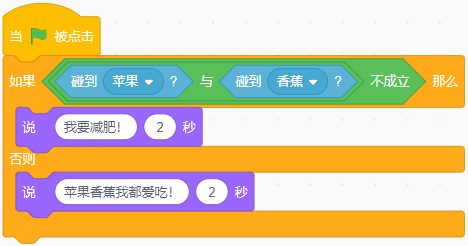 当 被点击
如果 碰到 苹果 ? 与 碰到 香蕉 ? 不成立 那么
说 我要减肥! 2 秒
否则
说 苹果香蕉我都爱吃! 2 秒